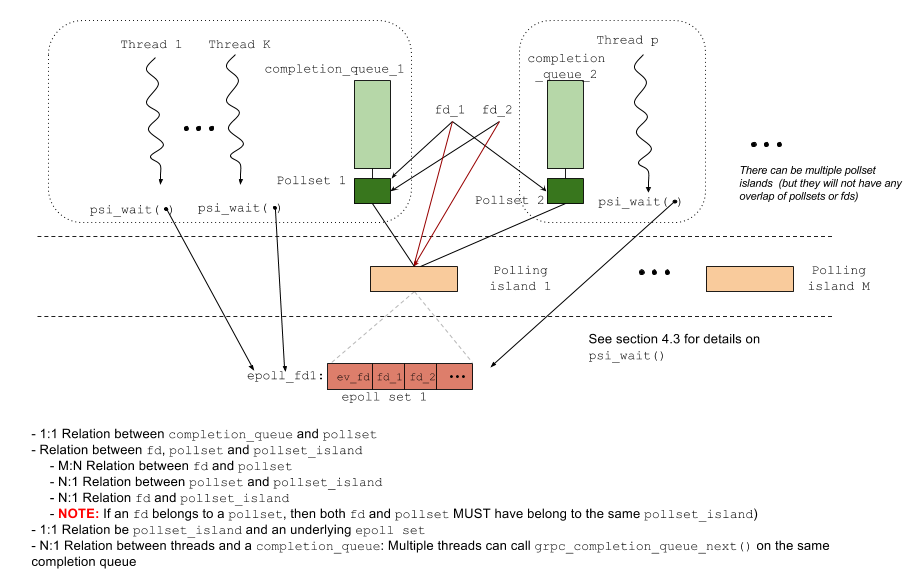 Thread 1
Thread K
Thread p
completion_queue_1
completion
_queue_2
fd_1
fd_2
Pollset 1
Pollset 2
psi_wait( )
psi_wait( )
psi_wait( )
There can be multiple pollset
islands (but they will not have any
overlap of pollsets or fds)
Polling
island 1
Polling
island M
See section 4.3 for details on
psi_wait()
epoll_fd1:
ev_fd
fd_1
fd_2
epoll set 1
- 1:1 Relation between completion_queue and pollset
- Relation between fd, pollset and pollset_island
- M:N Relation between fd and pollset
- N:1 Relation between pollset and pollset_island
- N:1 Relation fd and pollset_island
- NOTE: If an fd belongs to a pollset, then both fd and pollset MUST have belong to the same pollset_island)
- 1:1 Relation be pollset_island and an underlying epoll set
- N:1 Relation between threads and a completion_queue: Multiple threads can call grpc_completion_queue_next() on the same
completion queue